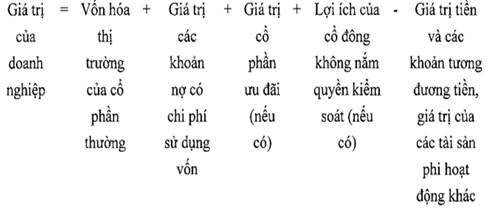 Giá trị = Vốn hóa + Giá trị + Giá trị + Lợi ích của - Giá trị tiền
của thị các cổ cổ đông và các
doanh trường khoản phần không nắm khoản tương
nghiệp của cổ nợ có ưu đãi quyền kiểm đương tiền,
phần chi phí (nếu soát (nếu giá trị của
thường sử dụng có) có) các tài sản
vốn phi hoạt
động khác